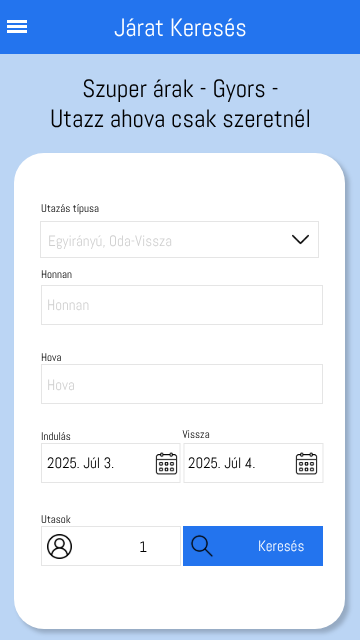 Járat Keresés
Szuper árak - Gyors -
Utazz ahova csak szeretnél
Utazás típusa
Egyirányú, Oda-Vissza
Honnan
Honnan
Hova
Hova
Indulás
Vissza
2025. Júl 3.
2025. Júl 4.
Utasok
1
Keresés